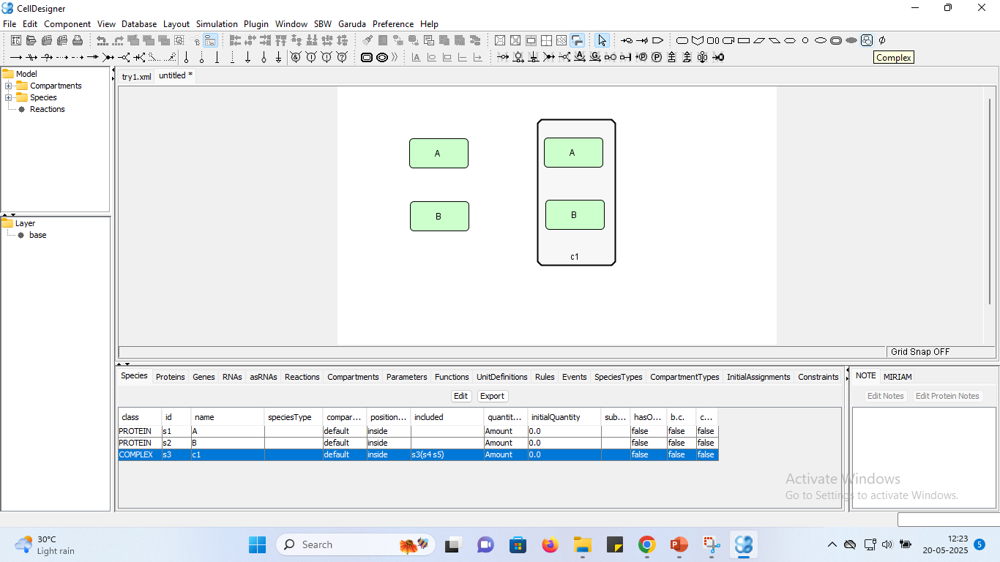 CellDesigner
File Edit Component View Database Layout Simulation Plugin Window SBW Garuda Preference Help
Complex
Model
Compartments
Species
Reactions
try1.xml untitled *
A A
B B
c1
Layer
base
Grid Snap OFF
Species Proteins Genes RNAs asRNAs Reactions Compartments Parameters Functions UnitDefinitions Rules Events SpeciesTypes CompartmentTypes InitialAssignments Constraints
NOTE MIRIAM
Edit Export
Edit Notes Edit Protein Notes
class id name speciesType compar... position... included quantit... initialQuantity sub... hasO... b.c. c...
PROTEIN s1 A default inside Amount 0.0 false false false
PROTEIN s2 B default inside Amount 0.0 false false false
COMPLEX s3 c1 default inside s3(s4 s5) Amount 0.0 false false false
Activate Windows
Go to Settings to activate Windows.
30°C
Light rain
Search
12:23
20-05-2025
5